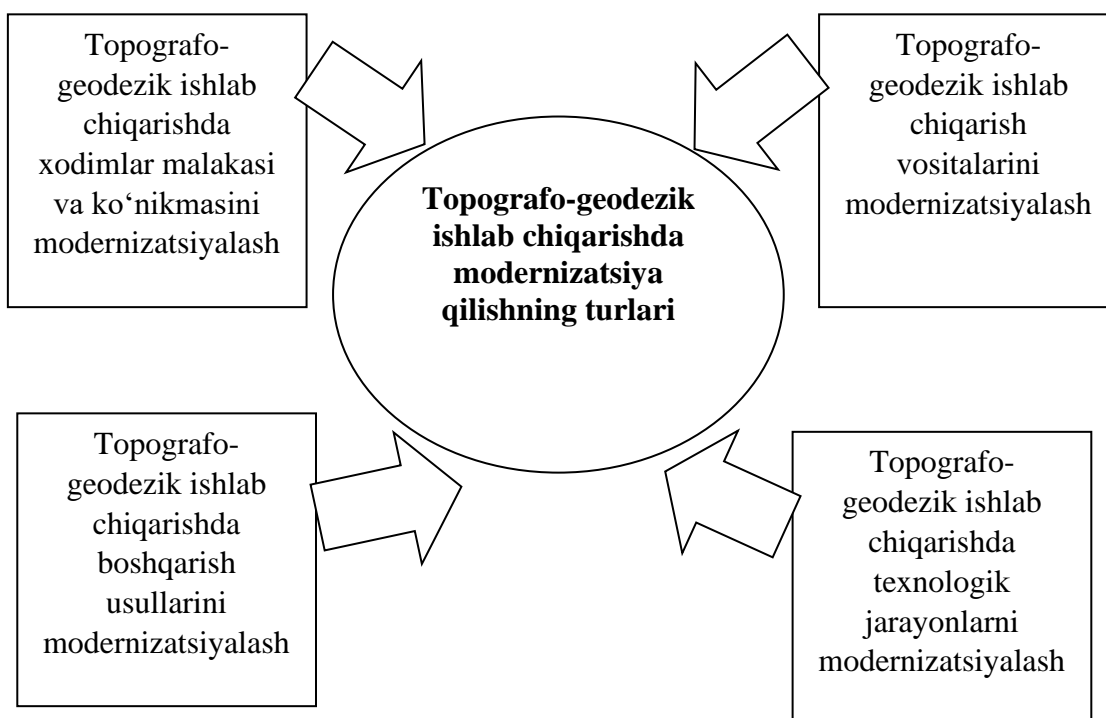 Topografo-
geodezik ishlab
chiqarishda
xodimlar malakasi
va ko‘nikmasini
modernizatsiyalash
Topografo-
geodezik ishlab
chiqarish
vositalarini
modernizatsiyalash
Topografo-geodezik
ishlab chiqarishda
modernizatsiya
qilishning turlari
Topografo-
geodezik ishlab
chiqarishda
boshqarish
usullarini
modernizatsiyalash
Topografo-
geodezik ishlab
chiqarishda
texnologik
jarayonlarni
modernizatsiyalash